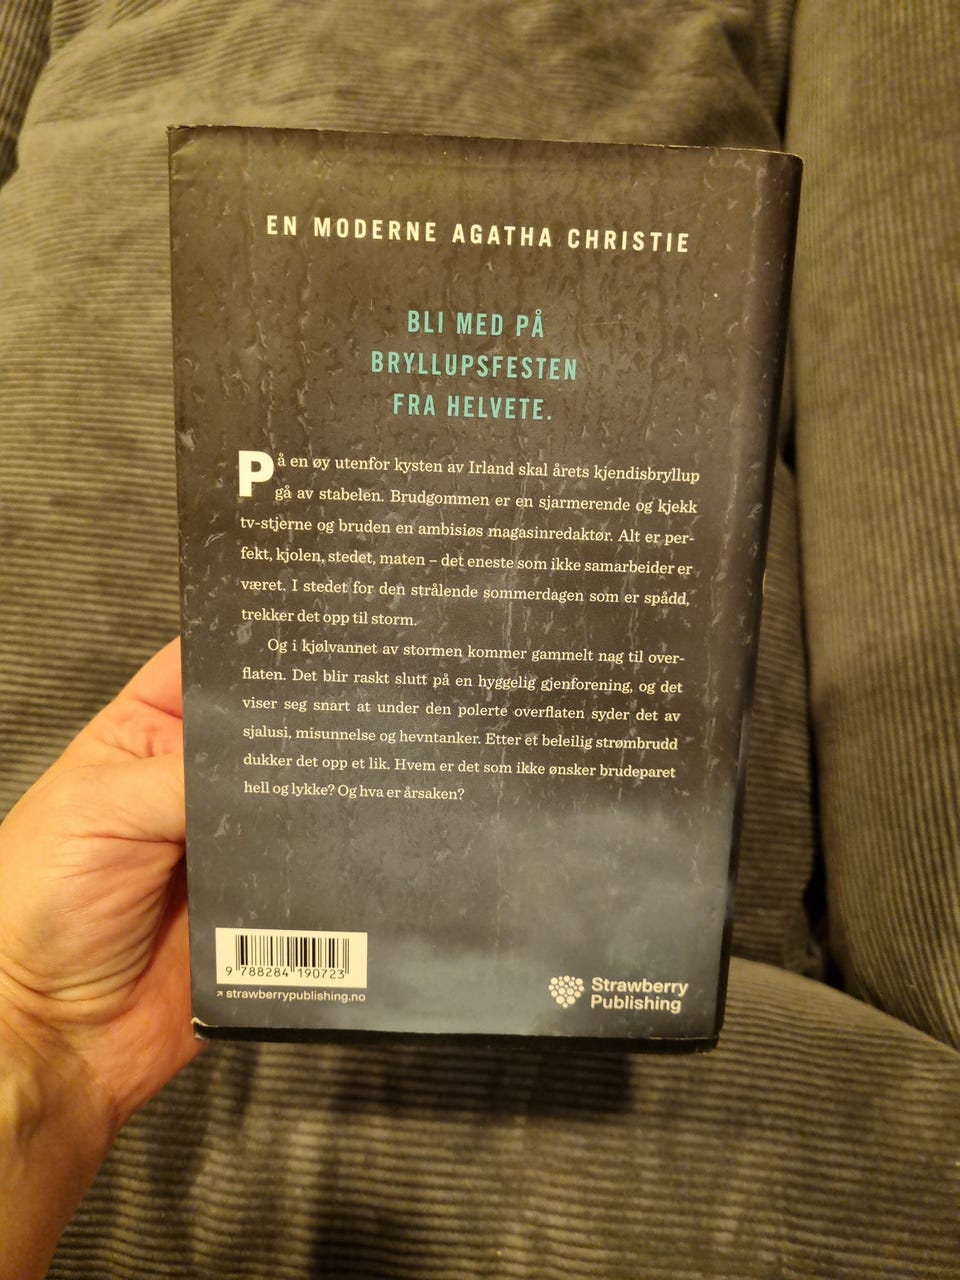 EN MODERNE AGATHA CHRISTIE
BLI MED PÅ
BRYLLUPSFESTEN
FRA HELVETE.
På en øy utenfor kysten av Irland skal årets kjendisbryllup
gå av stabelen. Brudgommen er en sjarmerende og kjekk
tv-stjerne og bruden en ambisiøs magasinredaktør. Alt er per-
fekt, kjolen, stedet, maten – det eneste som ikke samarbeider er
været. I stedet for den strålende sommerdagen som er spådd,
trekker det opp til storm.
Og i kjølvannet av stormen kommer gammelt nag til over-
flaten. Det blir raskt slutt på en hyggelig gjenforening, og det
viser seg snart at under den polerte overflaten syder det av
sjalusi, misunnelse og hevntanker. Etter et beleilig strømbrudd
dukker det opp et lik. Hvem er det som ikke ønsker brudeparet
hell og lykke? Og hva er årsaken?
9 788284 190723
↗ strawberrypublishing.no
Strawberry
Publishing